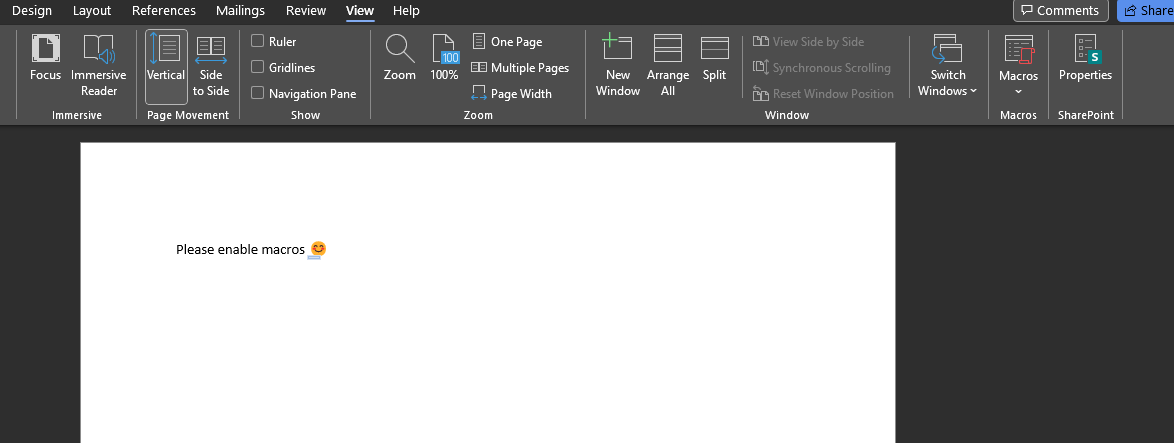 Design Layout References Mailings Review View Help Comments Share
Focus
Immersive Reader
Immersive
Vertical
Side to Side
Page Movement
Ruler
Gridlines
Navigation Pane
Show
Zoom
100
100%
One Page
Multiple Pages
Page Width
Zoom
New Window
Arrange All
Split
View Side by Side
Synchronous Scrolling
Reset Window Position
Window
Switch Windows
Macros
Macros
S
Properties
SharePoint
Please enable macros 😊